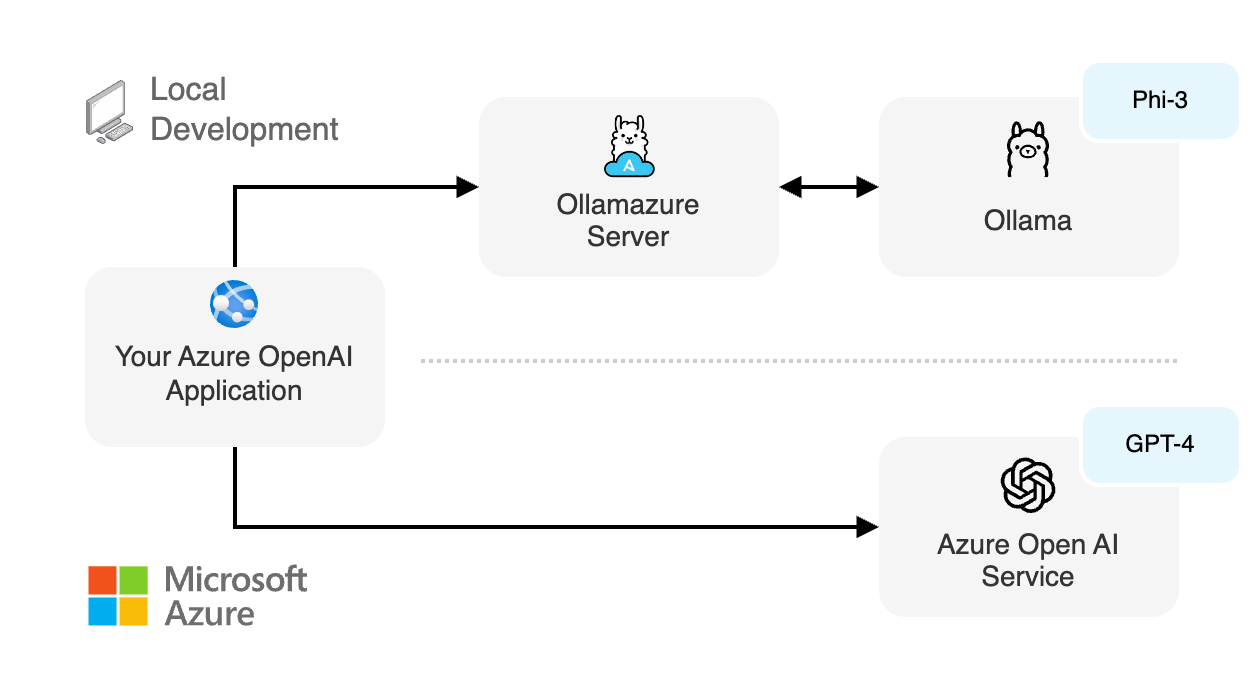 Local
Development
Phi-3
Ollamazure
Server
Ollama
Your Azure OpenAI
Application
GPT-4
Azure Open AI
Service
Microsoft
Azure
A